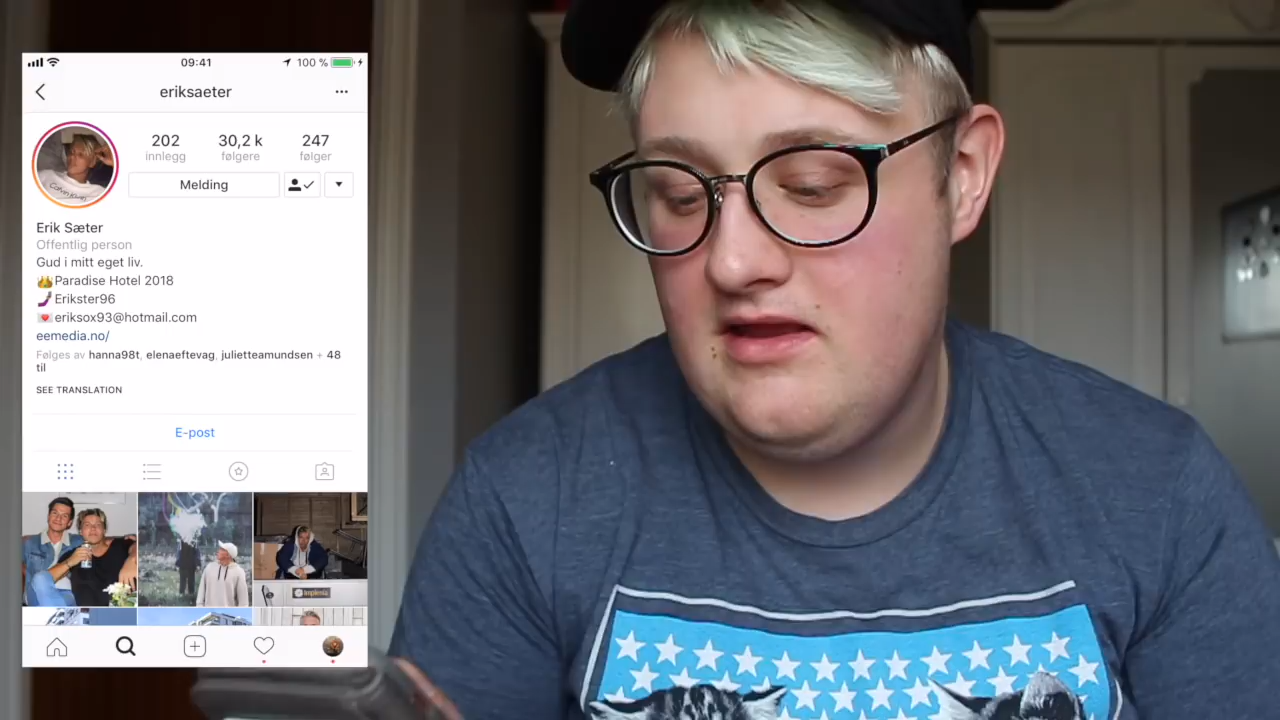 09:41
100 %
eriksaeter
202
30,2 k
247
innlegg
følgere
følger
Melding
Erik Sæter
Offentlig person
Gud i mitt eget liv.
Paradise Hotel 2018
Erikster96
eriksox93@hotmail.com
eemedia.no/
Følges av hanna98t, elenaeftevag, julietteamundsen + 48
til
SEE TRANSLATION
E-post
Implenia